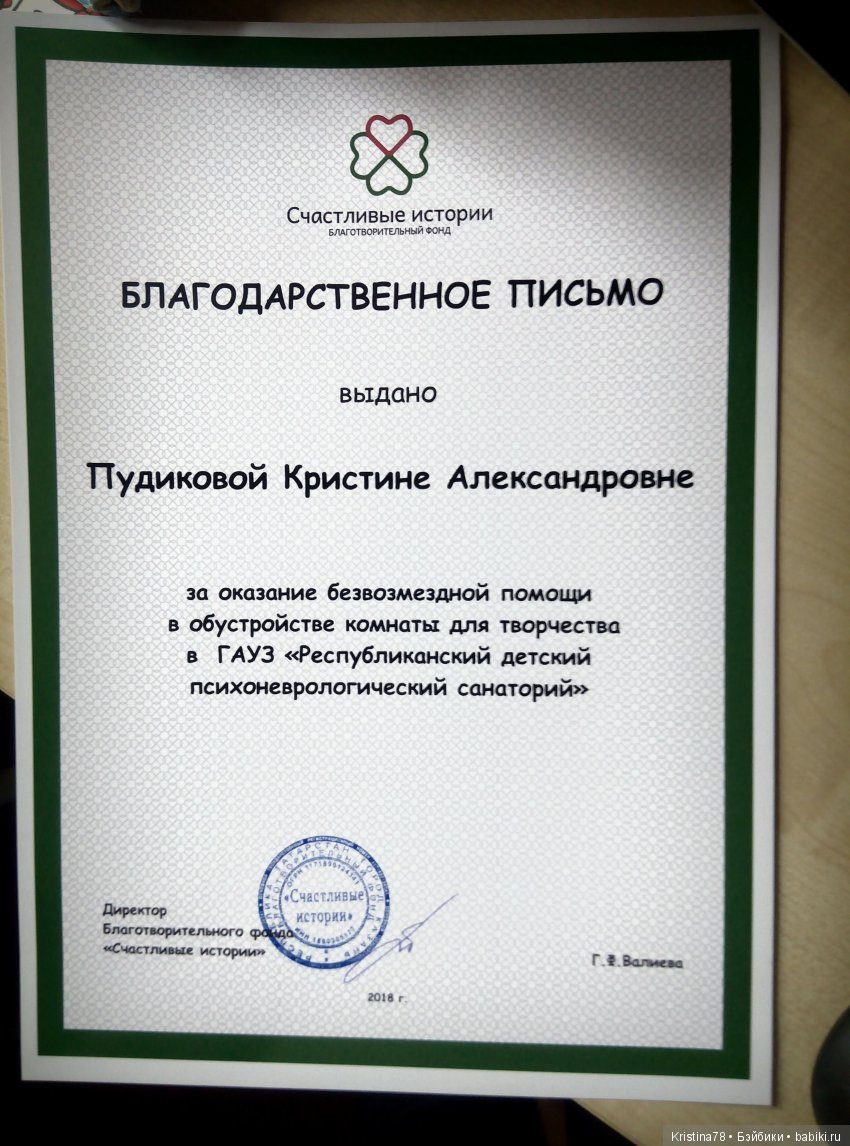 Счастливые истории
БЛАГОТВОРИТЕЛЬНЫЙ ФОНД
БЛАГОДАРСТВЕННОЕ ПИСЬМО
выдано
Пудиковой Кристине Александровне
за оказание безвозмездной помощи
в обустройстве комнаты для творчества
в ГАУЗ «Республиканский детский
психоневрологический санаторий»
Директор
Благотворительного фонда
«Счастливые истории»
«Счастливые
истории»
Г.Ф.Валиева
2018 г.
Kristina78 • Бэйбики • babiki.ru